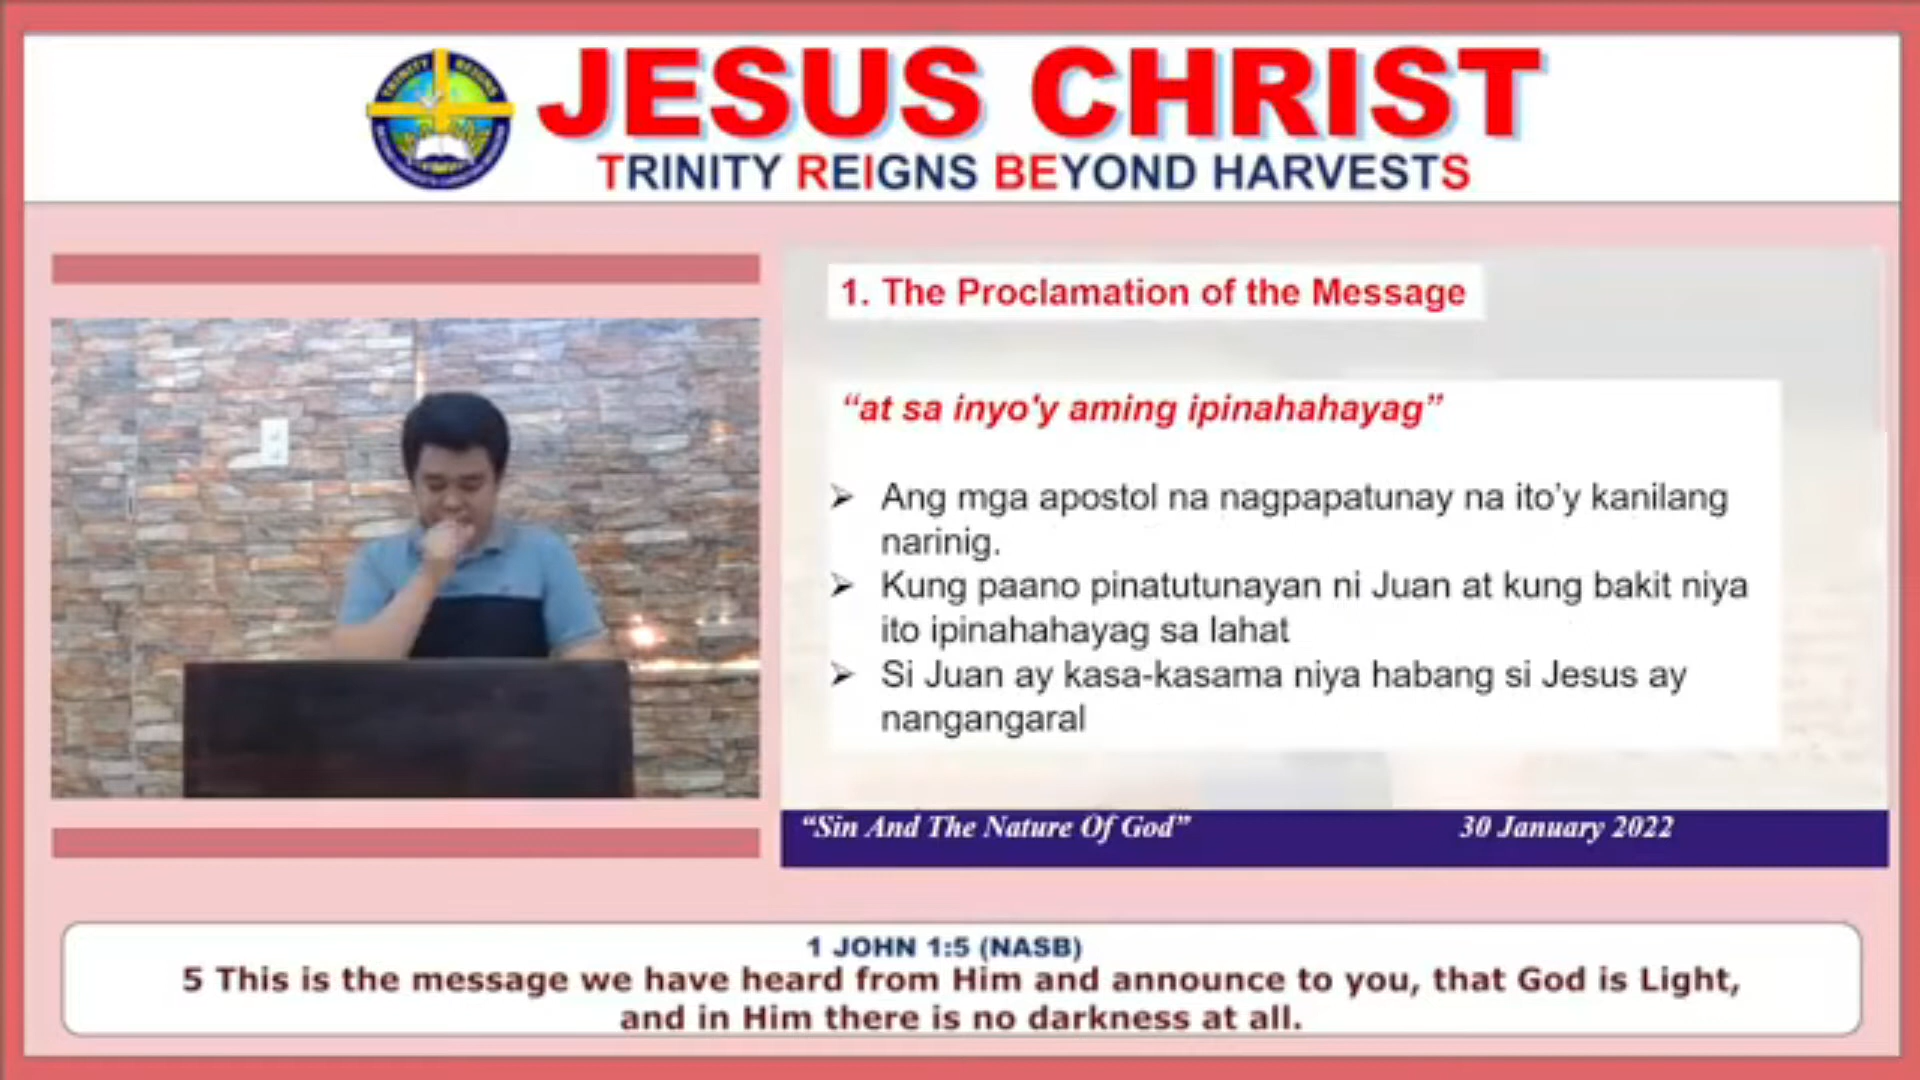 TRINITY REIGNS
JESUS CHRIST
TRINITY REIGNS BEYOND HARVESTS
1. The Proclamation of the Message
“at sa inyo'y aming ipinahahayag”
➢ Ang mga apostol na nagpapatunay na ito’y kanilang
narinig.
➢ Kung paano pinatutunayan ni Juan at kung bakit niya
ito ipinahahayag sa lahat
➢ Si Juan ay kasa-kasama niya habang si Jesus ay
nangangaral
“Sin And The Nature Of God” 30 January 2022
1 JOHN 1:5 (NASB)
5 This is the message we have heard from Him and announce to you, that God is Light,
and in Him there is no darkness at all.